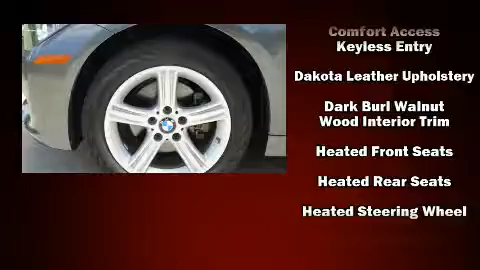 Comfort Access
Keyless Entry
Dakota Leather Upholstery
Dark Burl Walnut
Wood Interior Trim
Heated Front Seats
Heated Rear Seats
Heated Steering Wheel